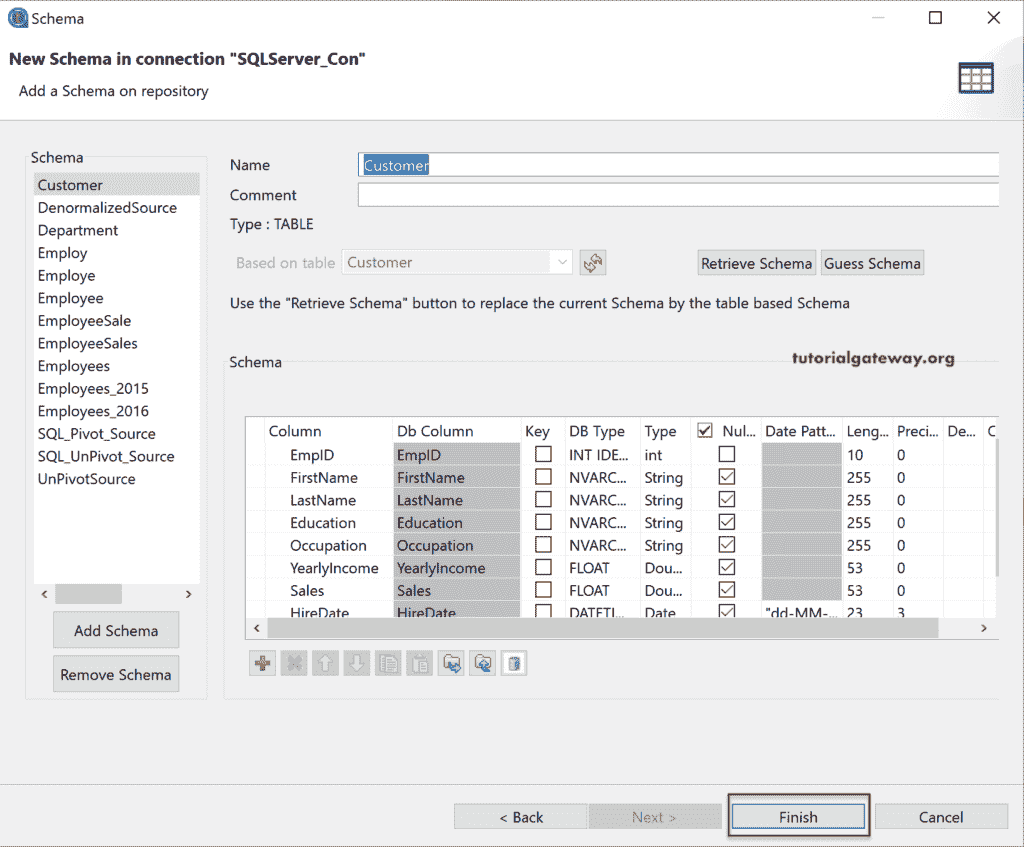 Schema
New Schema in connection "SQLServer_Con"
Add a Schema on repository
Schema
Customer
DenormalizedSource
Department
Employ
Employe
Employee
EmployeeSale
EmployeeSales
Employees
Employees_2015
Employees_2016
SQL_Pivot_Source
SQL_UnPivot_Source
UnPivotSource
Add Schema
Remove Schema
Name Customer
Comment
Type : TABLE
Based on table Customer Retrieve Schema Guess Schema
Use the "Retrieve Schema" button to replace the current Schema by the table based Schema
tutorialgateway.org
Schema
Column Db Column Key DB Type Type Nul... Date Patt... Leng... Preci... De... C
EmpID EmpID INT IDE... int 10 0
FirstName FirstName NVARC... String 255 0
LastName LastName NVARC... String 255 0
Education Education NVARC... String 255 0
Occupation Occupation NVARC... String 255 0
YearlyIncome YearlyIncome FLOAT Dou... 53 0
Sales Sales FLOAT Dou... 53 0
HireDate HireDate DATETI... Date "dd-MM-... 23 3
< Back Next > Finish Cancel